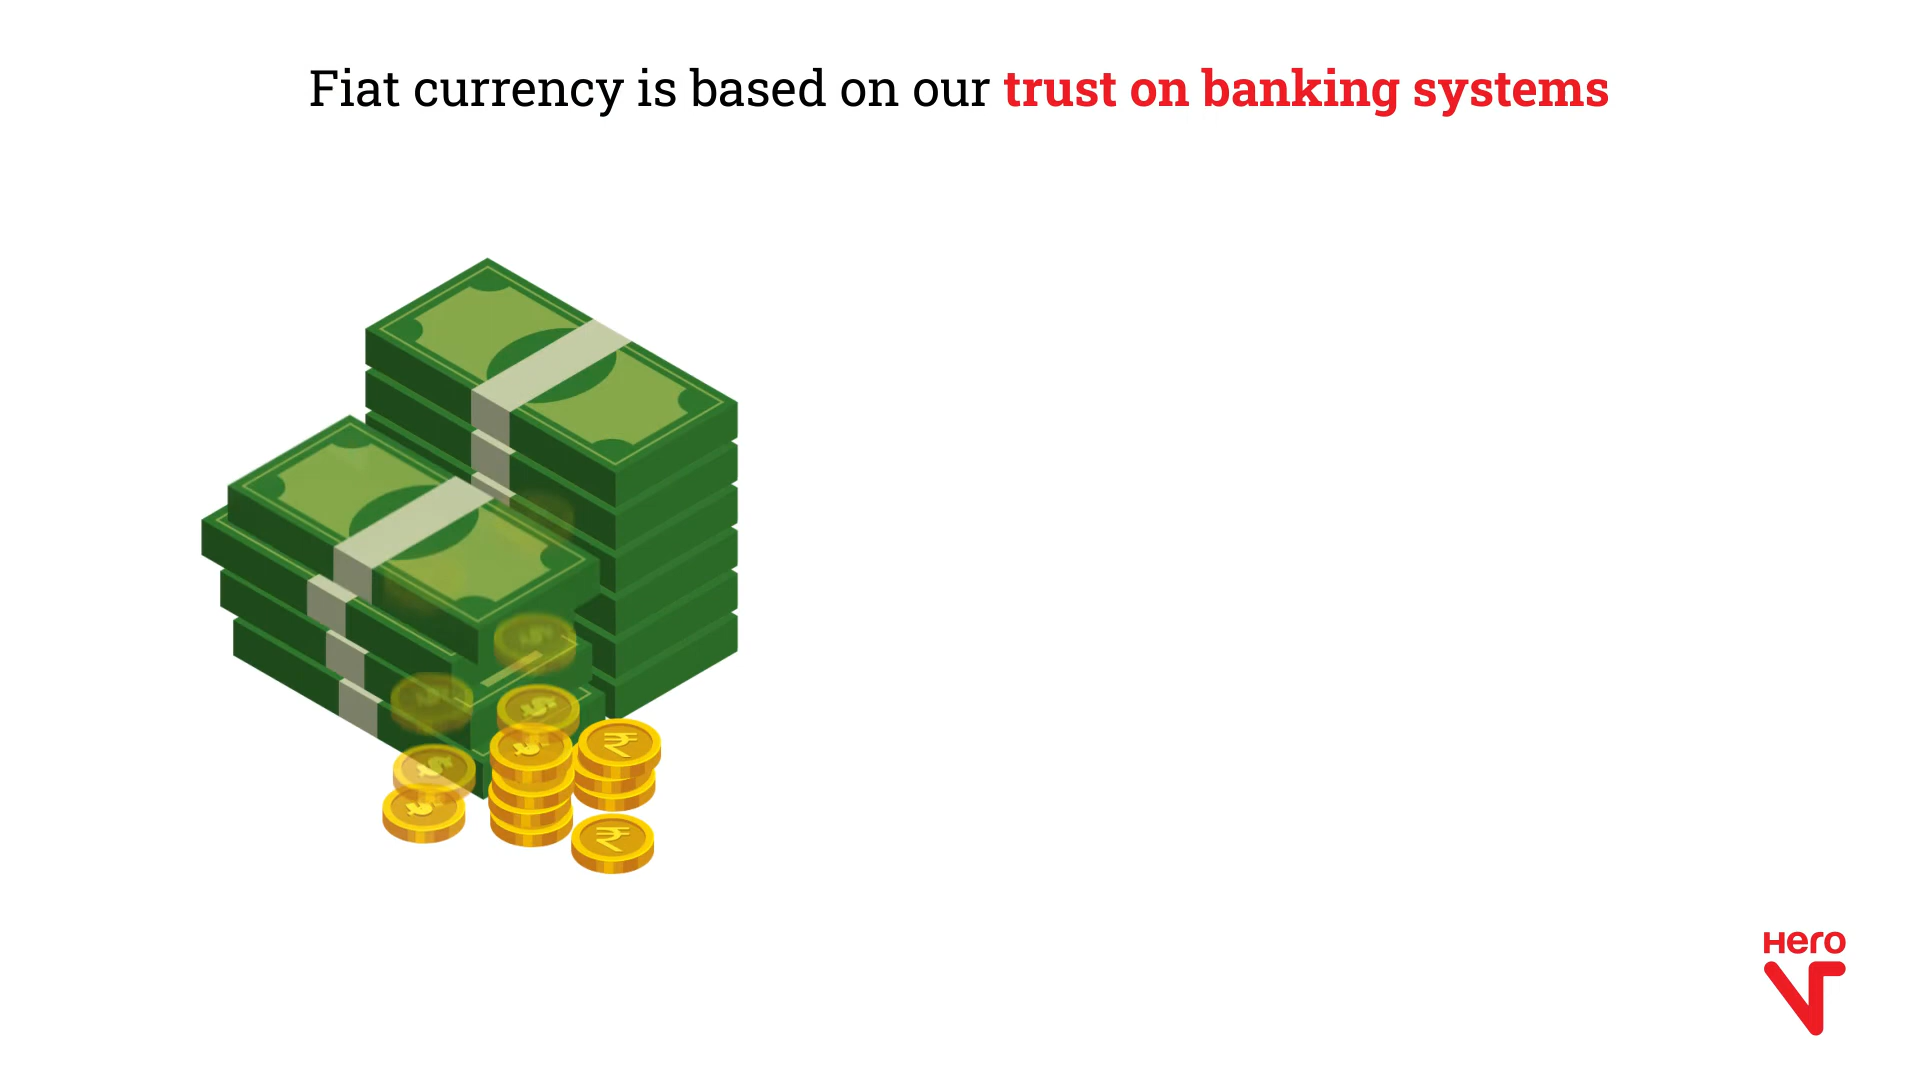 Fiat currency is based on our trust on banking systems
₹
₹
Hero